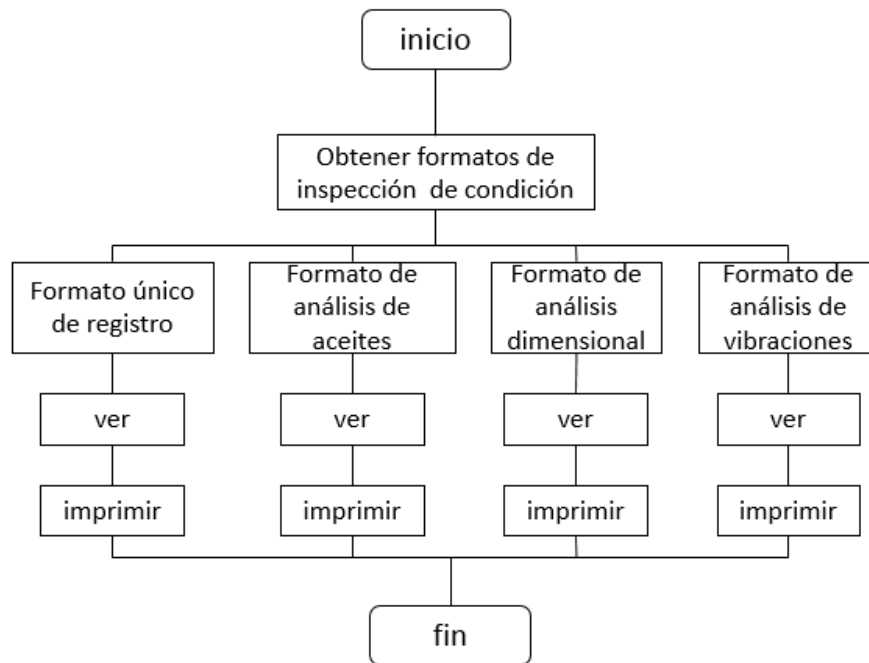 inicio
Obtener formatos de
inspección de condición
Formato único
de registro
Formato de
análisis de
aceites
Formato de
análisis
dimensional
Formato de
análisis de
vibraciones
ver
ver
ver
ver
imprimir
imprimir
imprimir
imprimir
fin